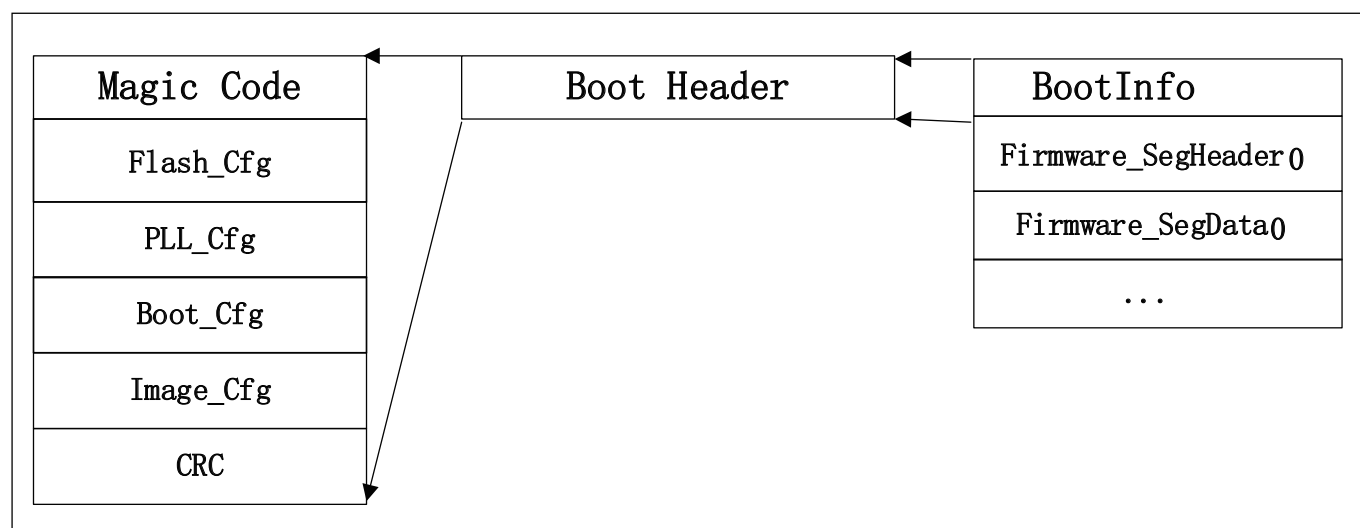 Magic Code
Flash_Cfg
PLL_Cfg
Boot_Cfg
Image_Cfg
CRC
Boot Header
BootInfo
Firmware_SegHeader0
Firmware_SegData0
...